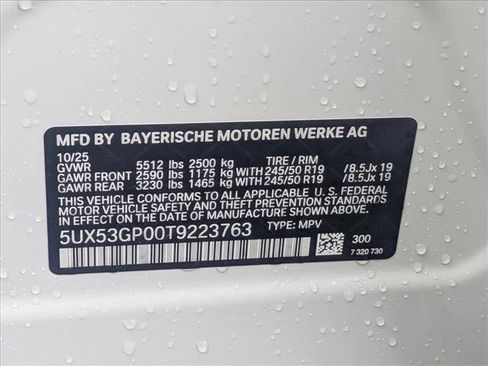 MFD BY BAYERISCHE MOTOREN WERKE AG
10/25
GVWR 5512 lbs 2500 kg TIRE / RIM
GAWR FRONT 2590 lbs 1175 kg WITH 245/50 R19 /8.5Jx 19
GAWR REAR 3230 lbs 1465 kg WITH 245/50 R19 /8.5Jx 19
THIS VEHICLE CONFORMS TO ALL APPLICABLE U. S. FEDERAL
MOTOR VEHICLE SAFETY AND THEFT PREVENTION STANDARDS
IN EFFECT ON THE DATE OF MANUFACTURE SHOWN ABOVE.
5UX53GP00T9223763 TYPE: MPV
300
7 320 730